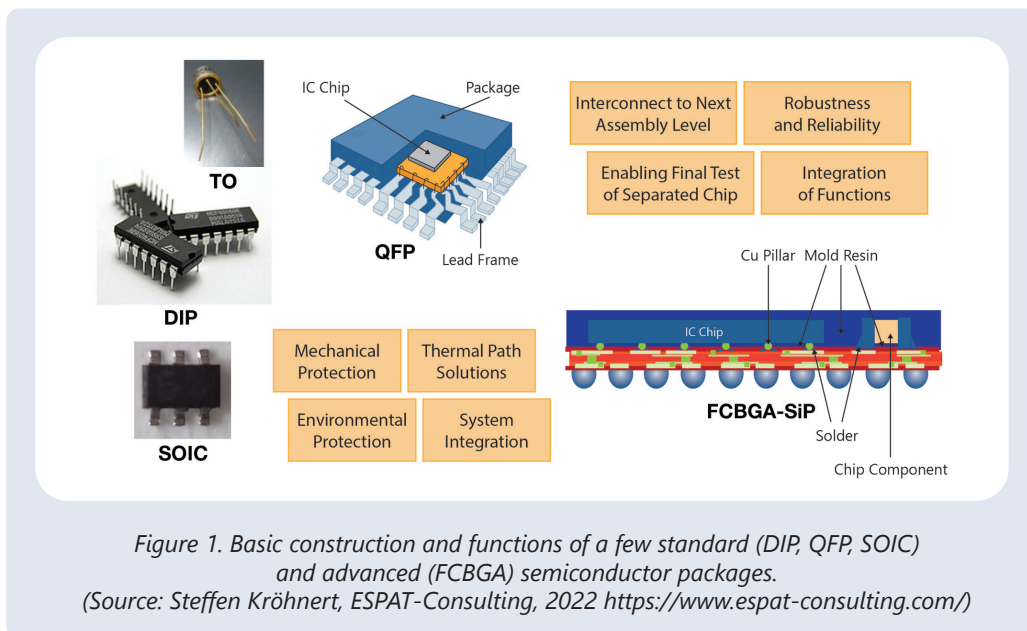 TO
DIP
SOIC
IC Chip
Package
QFP
Lead Frame
Interconnect to Next
Assembly Level
Robustness
and Reliability
Enabling Final Test
of Separated Chip
Integration
of Functions
Mechanical
Protection
Thermal Path
Solutions
Environmental
Protection
System
Integration
Cu Pillar
Mold Resin
IC Chip
FCBGA-SiP
Solder
Chip Component
Figure 1. Basic construction and functions of a few standard (DIP, QFP, SOIC)
and advanced (FCBGA) semiconductor packages.
(Source: Steffen Kröhnert, ESPAT-Consulting, 2022 https://www.espat-consulting.com/)